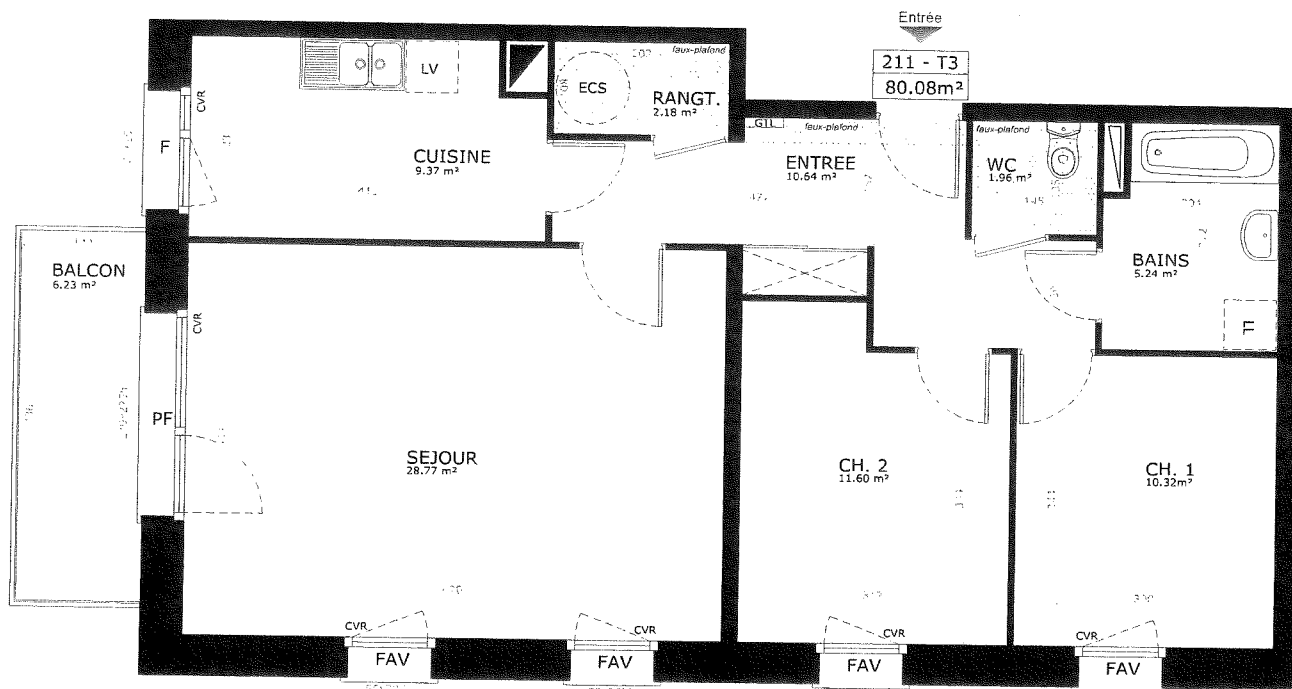 Entrée
211 - T3
80.08m²
faux-plafond
ECS
RANGT.
2.18 m²
LV
CVR
F
CUISINE
9.37 m²
GTL
faux-plafond
ENTREE
10.64 m²
faux-plafond
WC
1.96 m²
145
BAINS
5.24 m²
BALCON
6.23 m²
CVR
PF
SEJOUR
28.77 m²
CH. 2
11.60 m²
CH. 1
10.32m²
CVR
FAV
CVR
FAV
CVR
FAV
CVR
FAV